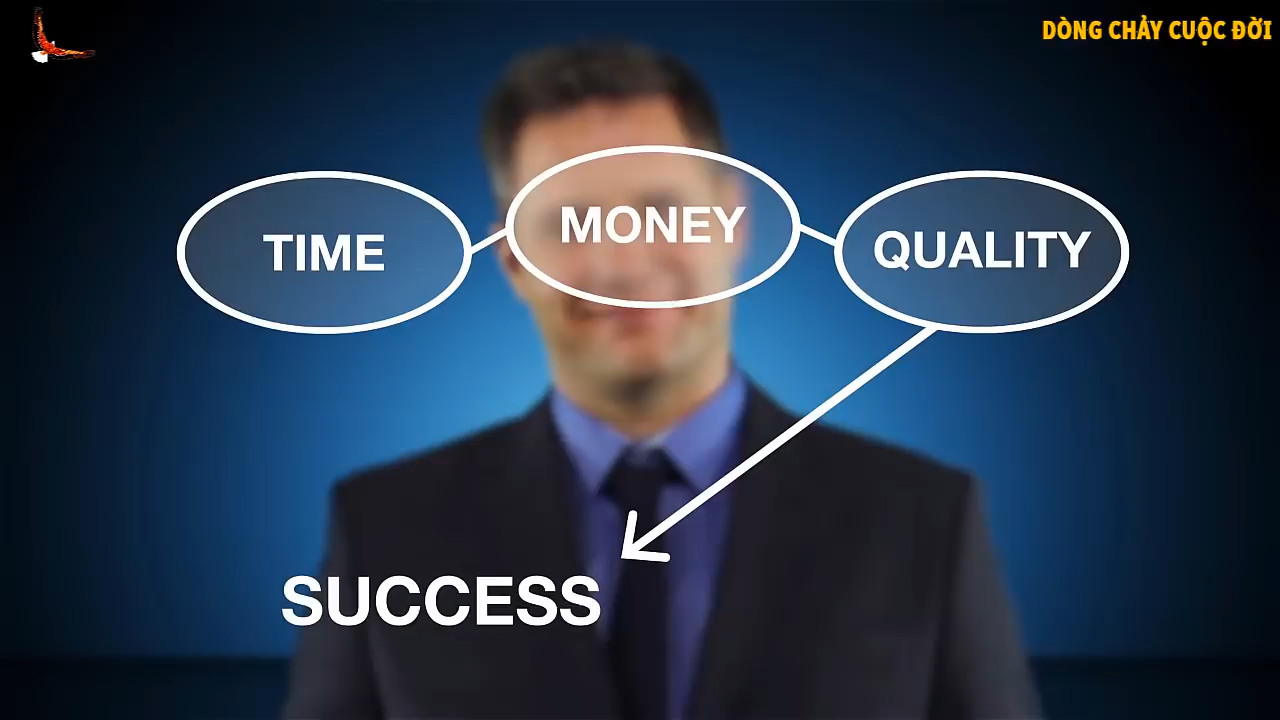 DÒNG CHẢY CUỘC ĐỜI
TIME
MONEY
QUALITY
SUCCESS